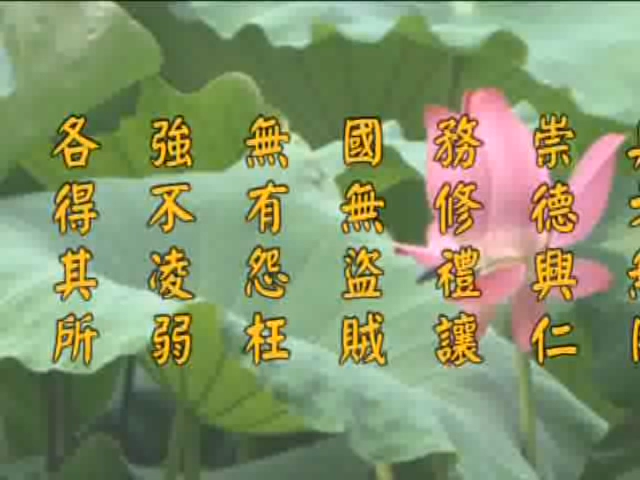 崇德興仁
務修禮讓
國無盜賊
無有怨枉
強不凌弱
各得其所